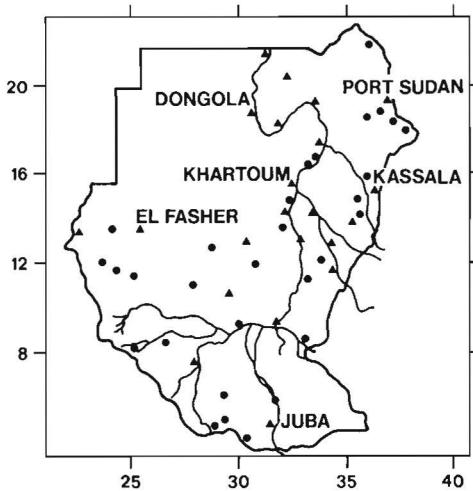 20
DONGOLA
PORT SUDAN
16
KHARTOUM
KASSALA
EL FASHER
12
8
JUBA
25
30
35
40